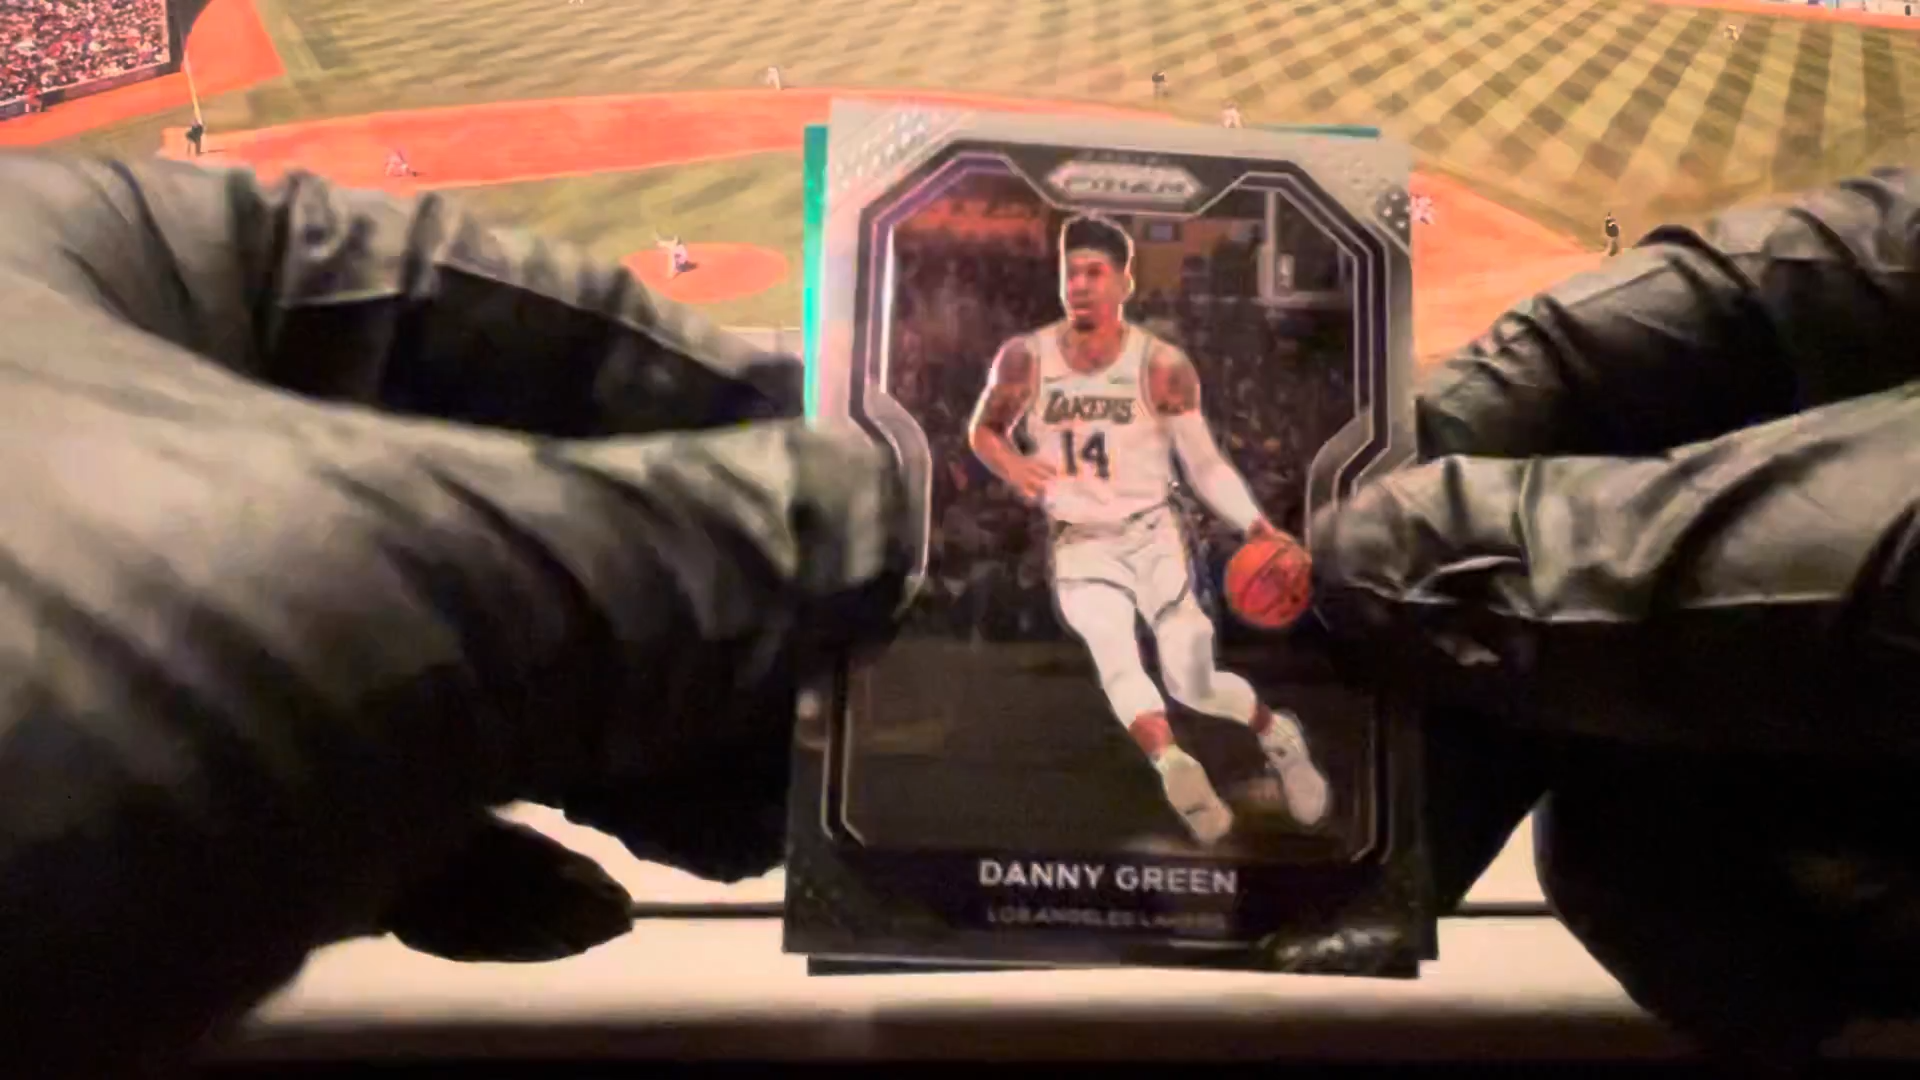 PRIZM
LAKERS
14
DANNY GREEN
LOS ANGELES LAKERS